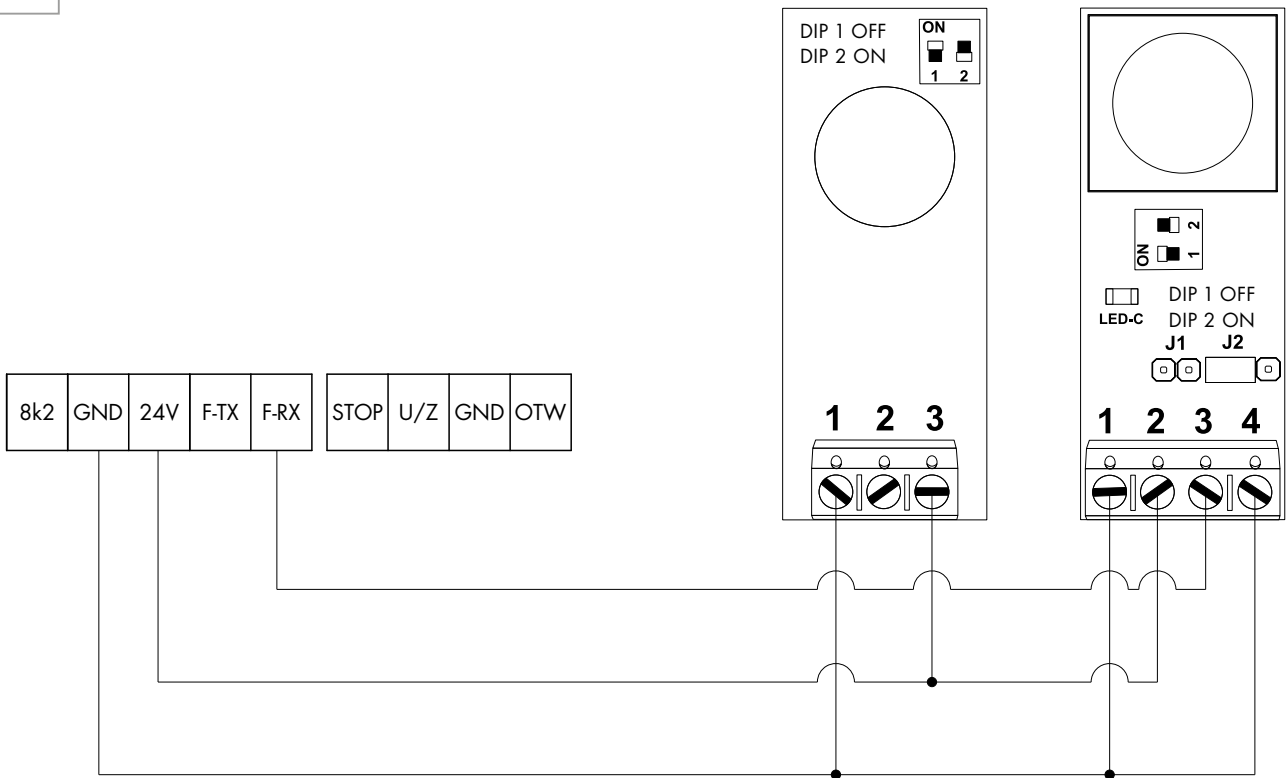 DIP 1 OFF
DIP 2 ON
ON
1 2
2
1
ON
LED-C
DIP 1 OFF
DIP 2 ON
J1 J2
8k2 GND 24V F-TX F-RX STOP U/Z GND OTW
1 2 3
1 2 3 4